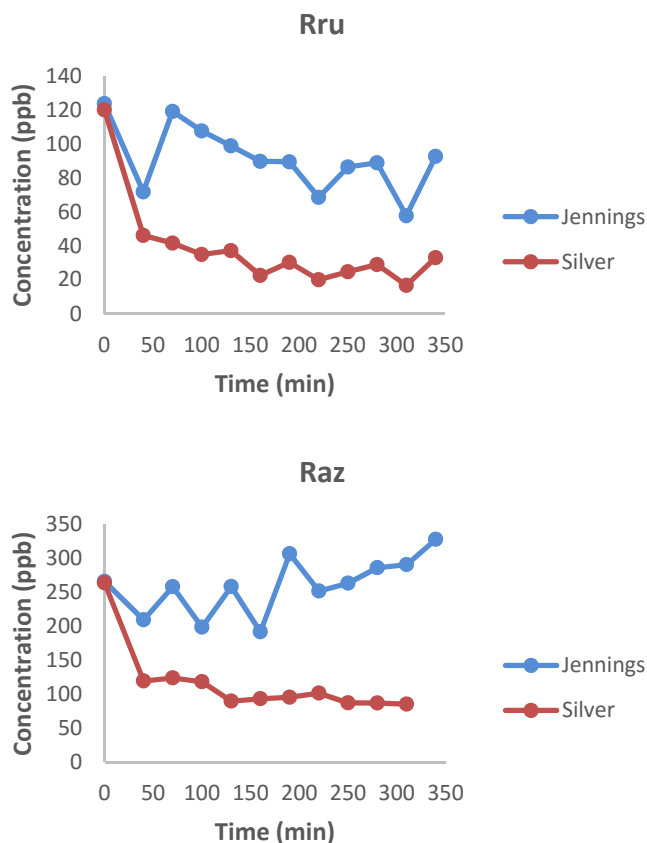 Rru
Concentration (ppb)
140
120
100
80
60
40
20
0
0 50 100 150 200 250 300 350
Time (min)
Jennings
Silver
Raz
Concentration (ppb)
350
300
250
200
150
100
50
0
0 50 100 150 200 250 300 350
Time (min)
Jennings
Silver